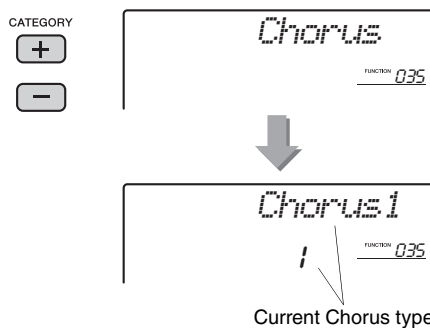 CATEGORY
+
-
Chorus
FUNCTION 035
Chorus1
1
FUNCTION 035
Current Chorus type